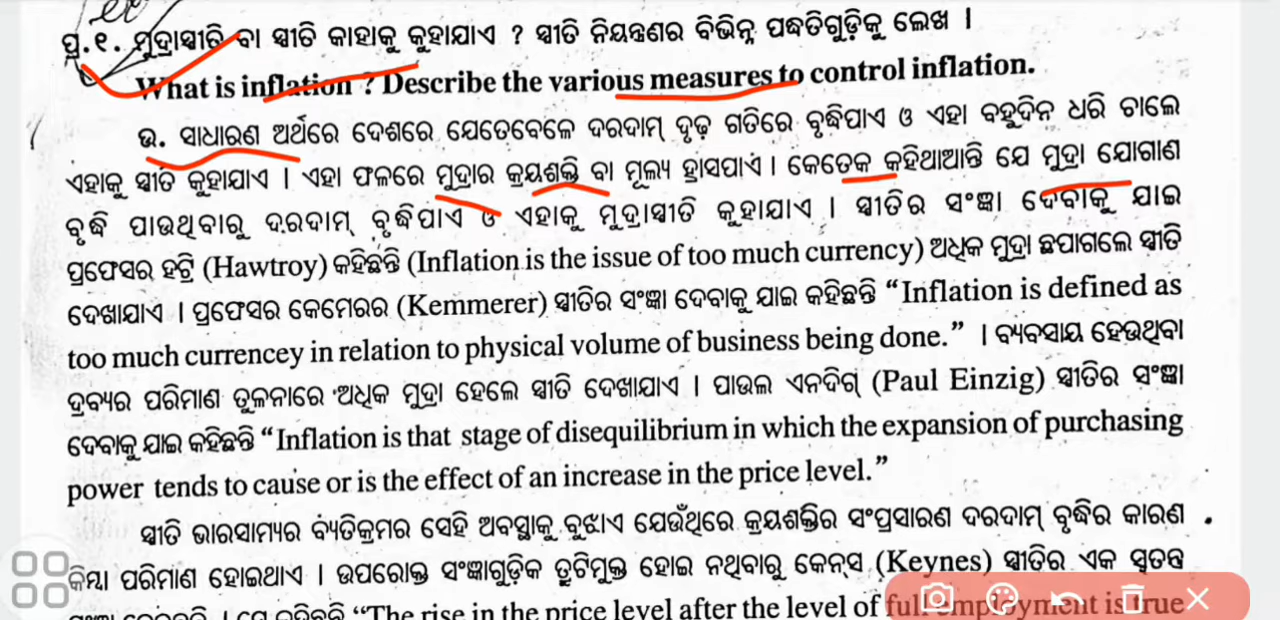 ପ୍ର.୧. ମୁଦ୍ରାସ୍ଫୀତି ବା ସ୍ଫୀତି କାହାକୁ କୁହାଯାଏ ? ସ୍ଫୀତି ନିୟନ୍ତ୍ରଣର ବିଭିନ୍ନ ପଦ୍ଧତିଗୁଡ଼ିକୁ ଲେଖ ।
What is inflation ? Describe the various measures to control inflation.
ଉ. ସାଧାରଣ ଅର୍ଥରେ ଦେଶରେ ଯେତେବେଳେ ଦରଦାମ୍ ଦୃଢ଼ ଗତିରେ ବୃଦ୍ଧିପାଏ ଓ ଏହା ବହୁଦିନ ଧରି ଚାଲେ
ଏହାକୁ ସ୍ଫୀତି କୁହାଯାଏ । ଏହା ଫଳରେ ମୁଦ୍ରାର କ୍ରୟଶକ୍ତି ବା ମୂଲ୍ୟ ହ୍ରାସପାଏ । କେତେକ କହିଥାଆନ୍ତି ଯେ ମୁଦ୍ରା ଯୋଗାଣ
ବୃଦ୍ଧି ପାଉଥିବାରୁ ଦରଦାମ୍ ବୃଦ୍ଧିପାଏ ଓ ଏହାକୁ ମୁଦ୍ରାସ୍ଫୀତି କୁହାଯାଏ । ସ୍ଫୀତିର ସଂଜ୍ଞା ଦେବାକୁ ଯାଇ
ପ୍ରଫେସର ହଟ୍ରି (Hawtroy) କହିଛନ୍ତି (Inflation is the issue of too much currency) ଅଧିକ ମୁଦ୍ରା ଛପାଗଲେ ସ୍ଫୀତି
ଦେଖାଯାଏ । ପ୍ରଫେସର କେମେରର (Kemmerer) ସ୍ଫୀତିର ସଂଜ୍ଞା ଦେବାକୁ ଯାଇ କହିଛନ୍ତି “Inflation is defined as
too much currencey in relation to physical volume of business being done.” । ବ୍ୟବସାୟ ହେଉଥିବା
ଦ୍ରବ୍ୟର ପରିମାଣ ତୁଳନାରେ ଅଧିକ ମୁଦ୍ରା ହେଲେ ସ୍ଫୀତି ଦେଖାଯାଏ । ପାଉଲ ଏନଦିଗ୍ (Paul Einzig) ସ୍ଫୀତିର ସଂଜ୍ଞା
ଦେବାକୁ ଯାଇ କହିଛନ୍ତି “Inflation is that stage of disequilibrium in which the expansion of purchasing
power tends to cause or is the effect of an increase in the price level.”
ସ୍ଫୀତି ଭାରସାମ୍ୟର ବ୍ୟତିକ୍ରମର ସେହି ଅବସ୍ଥାକୁ ବୁଝାଏ ଯେଉଁଥିରେ କ୍ରୟଶକ୍ତିର ସଂପ୍ରସାରଣ ଦରଦାମ୍ ବୃଦ୍ଧିର କାରଣ
କିମ୍ବା ପରିମାଣ ହୋଇଥାଏ । ଉପରୋକ୍ତ ସଂଜ୍ଞାଗୁଡ଼ିକ ତ୍ରୁଟିମୁକ୍ତ ହୋଇ ନଥିବାରୁ କେନ୍‌ସ (Keynes) ସ୍ଫୀତିର ଏକ ସ୍ୱତନ୍ତ୍ର
“The rise in the price level after the level of full employment is true